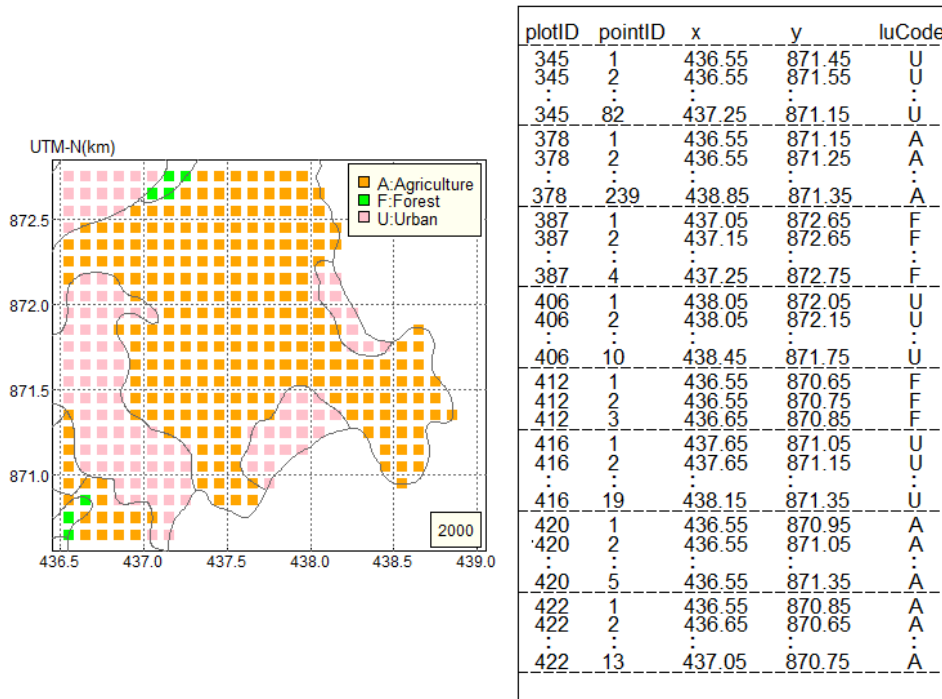 UTM-N(km)
A:Agriculture
F:Forest
U:Urban
872.5
872.0
871.5
871.0
2000
436.5 437.0 437.5 438.0 438.5 439.0
plotID pointID x y luCode
345 1 436.55 871.45 U
345 2 436.55 871.55 U
: : : : :
345 82 437.25 871.15 U
378 1 436.55 871.15 A
378 2 436.55 871.25 A
: : : : :
378 239 438.85 871.35 A
387 1 437.05 872.65 F
387 2 437.15 872.65 F
: : : : :
387 4 437.25 872.75 F
406 1 438.05 872.05 U
406 2 438.05 872.15 U
: : : : :
406 10 438.45 871.75 U
412 1 436.55 870.65 F
412 2 436.55 870.75 F
412 3 436.65 870.85 F
416 1 437.65 871.05 U
416 2 437.65 871.15 U
: : : : :
416 19 438.15 871.35 U
420 1 436.55 870.95 A
420 2 436.55 871.05 A
: : : : :
420 5 436.55 871.35 A
422 1 436.55 870.85 A
422 2 436.65 870.65 A
: : : : :
422 13 437.05 870.75 A